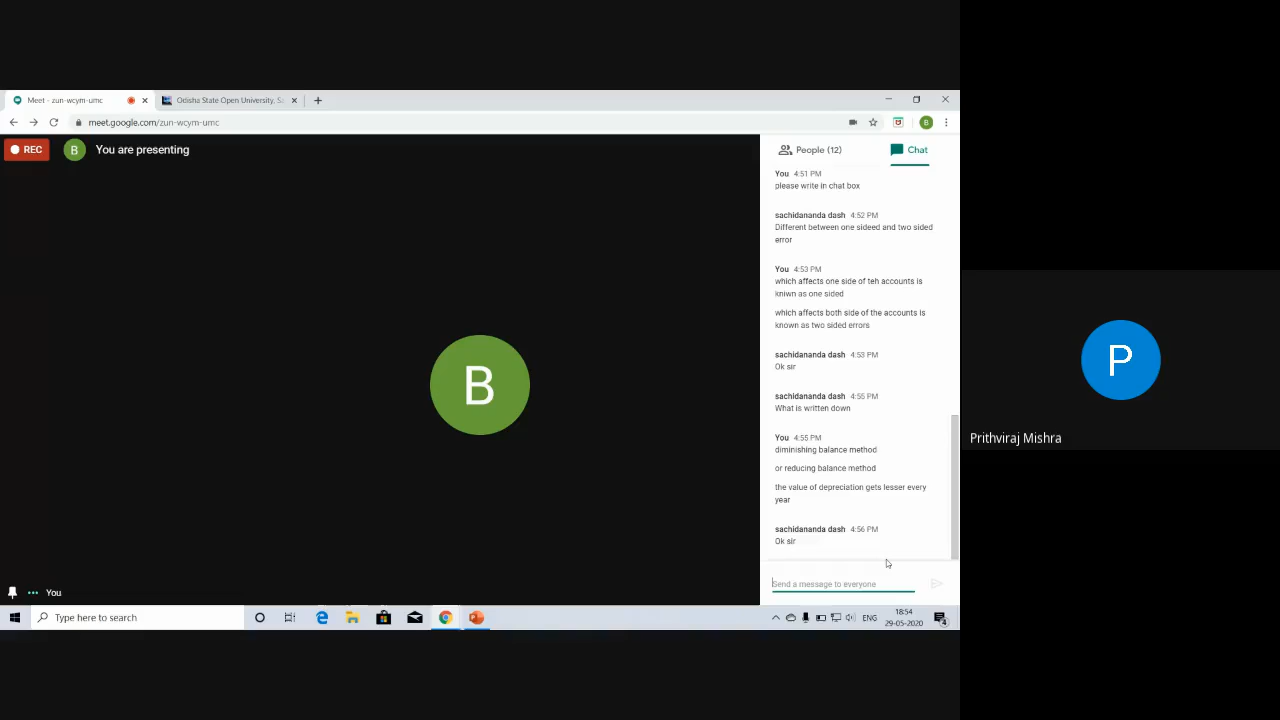 Meet - zun-wcym-umc
Odisha State Open University, Sa
meet.google.com/zun-wcym-umc
B
REC
B
You are presenting
People (12)
Chat
You 4:51 PM
please write in chat box
sachidananda dash 4:52 PM
Different between one sideed and two sided
error
You 4:53 PM
which affects one side of teh accounts is
kniwn as one sided
which affects both side of the accounts is
known as two sided errors
sachidananda dash 4:53 PM
Ok sir
sachidananda dash 4:55 PM
What is written down
You 4:55 PM
diminishing balance method
or reducing balance method
the value of depreciation gets lesser every
year
sachidananda dash 4:56 PM
Ok sir
Send a message to everyone
B
You
P
Prithviraj Mishra
Type here to search
ENG
18:54
29-05-2020
4